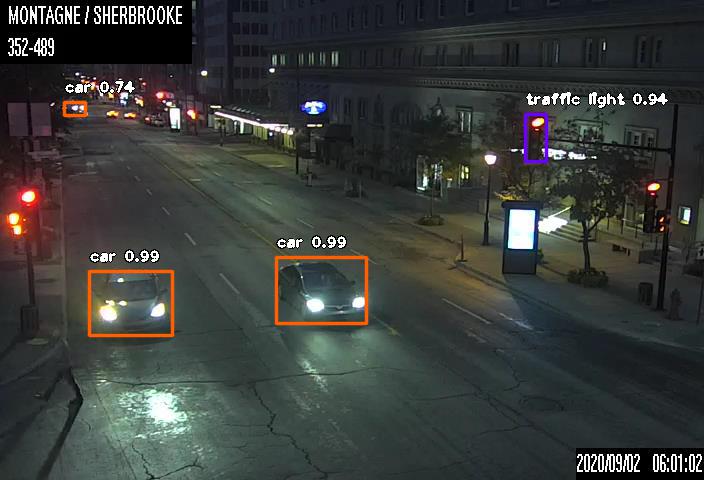 MONTAGNE / SHERBROOKE
352-489
car 0.74
traffic light 0.94
car 0.99
car 0.99
2020/09/02 06:01:02